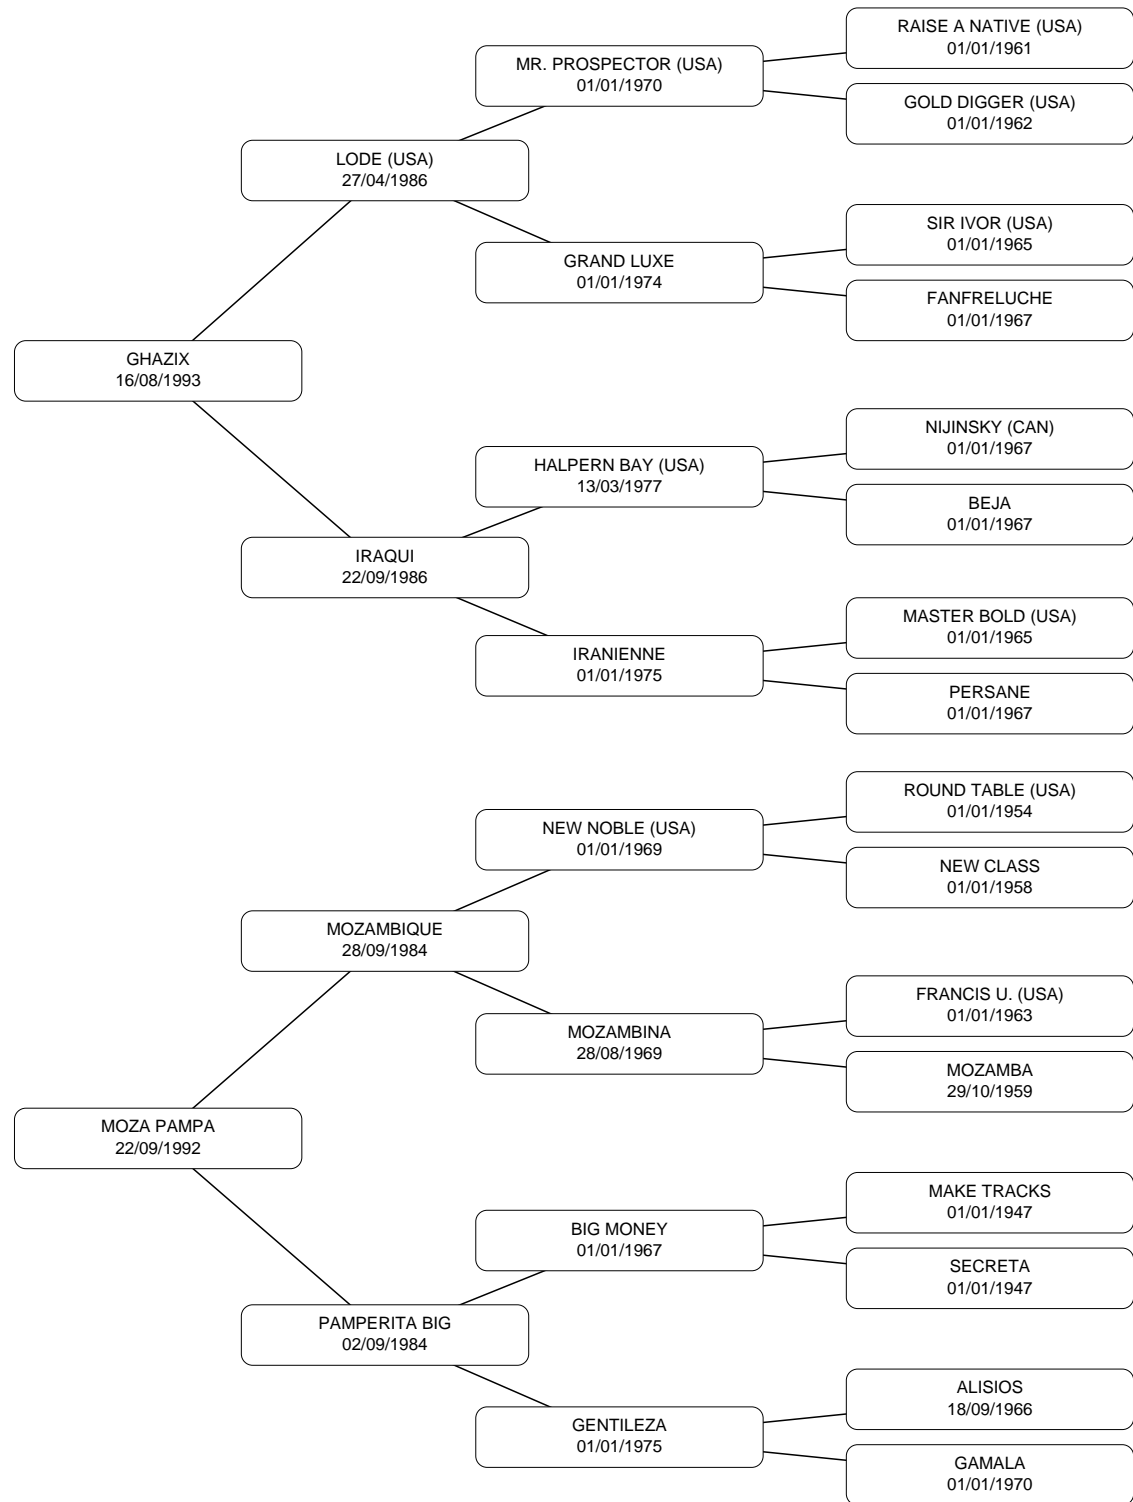 RAISE A NATIVE (USA)
01/01/1961
MR. PROSPECTOR (USA)
01/01/1970
GOLD DIGGER (USA)
01/01/1962
LODE (USA)
27/04/1986
SIR IVOR (USA)
01/01/1965
GRAND LUXE
01/01/1974
FANFRELUCHE
01/01/1967
GHAZIX
16/08/1993
NIJINSKY (CAN)
01/01/1967
HALPERN BAY (USA)
13/03/1977
BEJA
01/01/1967
IRAQUI
22/09/1986
MASTER BOLD (USA)
01/01/1965
IRANIENNE
01/01/1975
PERSANE
01/01/1967
ROUND TABLE (USA)
01/01/1954
NEW NOBLE (USA)
01/01/1969
NEW CLASS
01/01/1958
MOZAMBIQUE
28/09/1984
FRANCIS U. (USA)
01/01/1963
MOZAMBINA
28/08/1969
MOZAMBA
29/10/1959
MOZA PAMPA
22/09/1992
MAKE TRACKS
01/01/1947
BIG MONEY
01/01/1967
SECRETA
01/01/1947
PAMPERITA BIG
02/09/1984
ALISIOS
18/09/1966
GENTILEZA
01/01/1975
GAMALA
01/01/1970